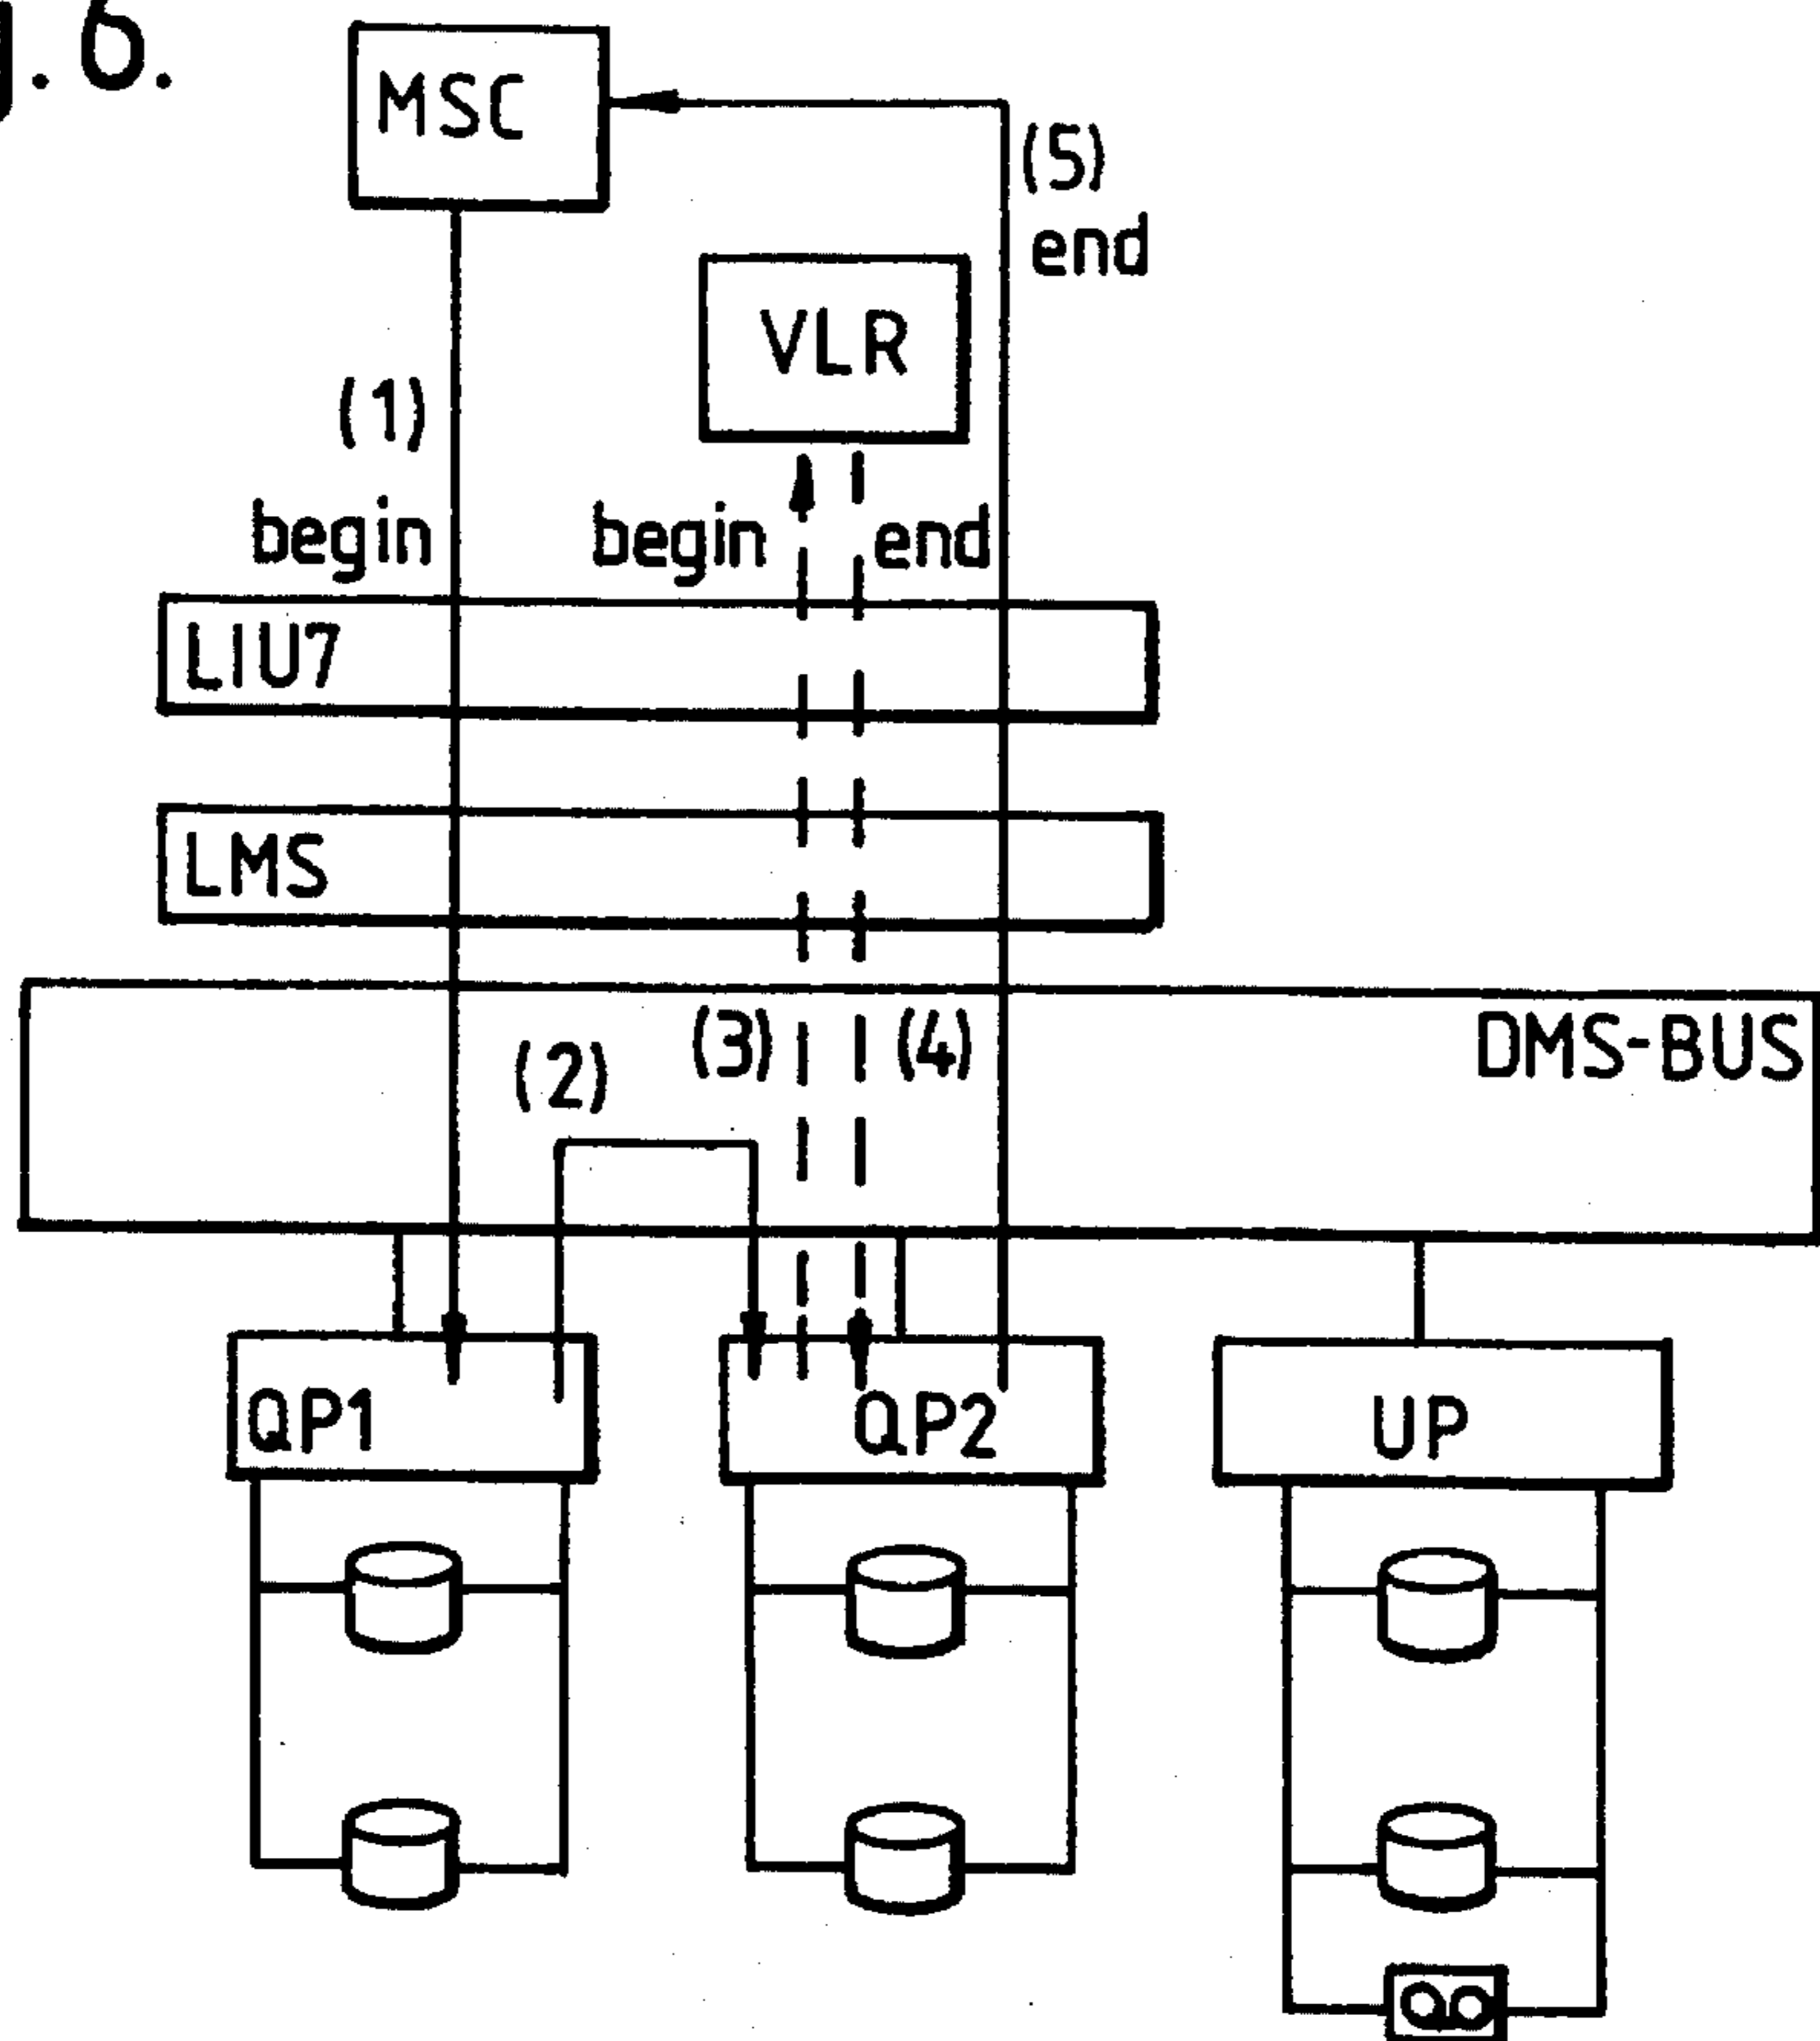 g.6.
MSC
(5)
end
VLR
(1)
begin
begin
end
LIU7
LMS
DMS-BUS
(2)
(3)
(4)
QP1
QP2
UP